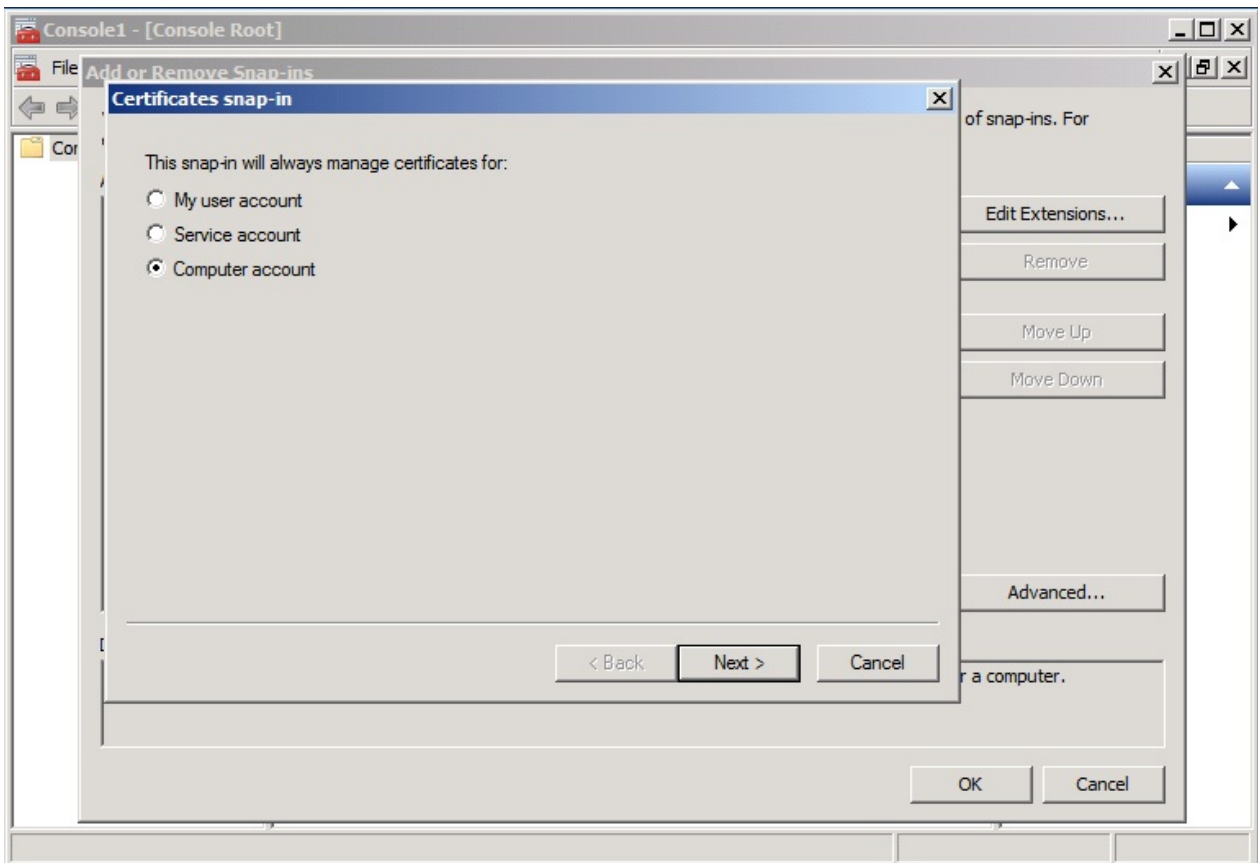 Console1 - [Console Root]
File
Add or Remove Snap-ins
Certificates snap-in
of snap-ins. For
This snap-in will always manage certificates for:
My user account
Service account
Computer account
Edit Extensions...
Remove
Move Up
Move Down
Advanced...
< Back
Next >
Cancel
a computer.
OK
Cancel